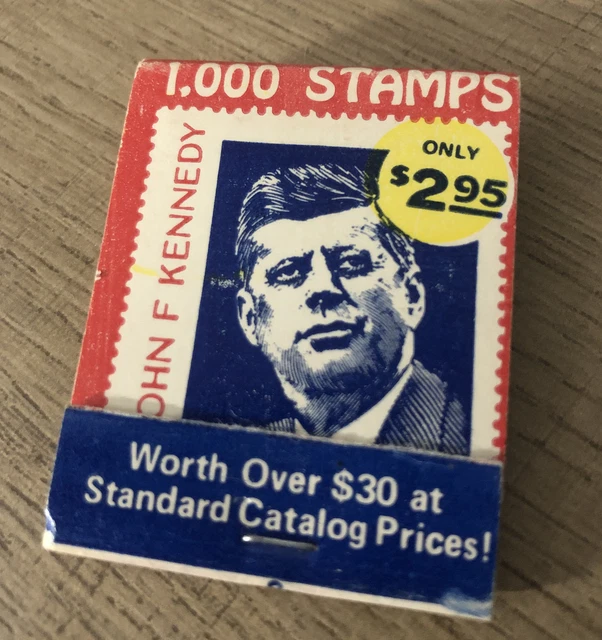 1,000 STAMPS
ONLY
$2.95
OHN F KENNEDY
Worth Over $30 at
Standard Catalog Prices!